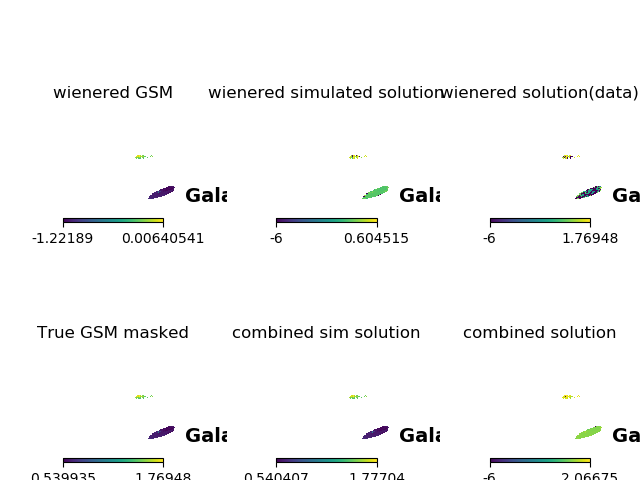 wienered GSM
wienered simulated solution
wienered solution(data)
Gala
Gala
Ga
-1.22189 0.00640541
-6 0.604515
-6 1.76948
True GSM masked
combined sim solution
combined solution
Gala
Gala
Ga
0.539935 1.76948
0.540407 1.77704
-6 2.06675